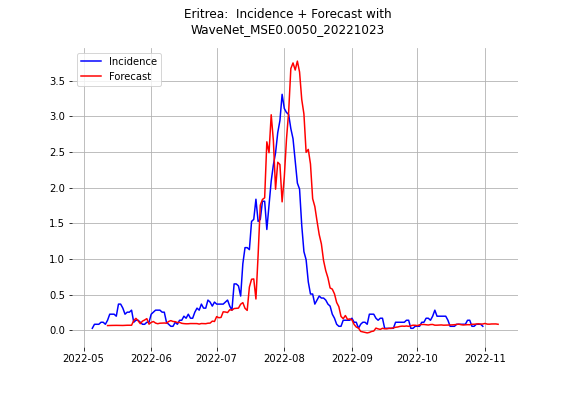 Eritrea:  Incidence + Forecast with
WaveNet_MSE0.0050_20221023
Incidence
Forecast
3.5
3.0
2.5
2.0
1.5
1.0
0.5
0.0
2022-05 2022-06 2022-07 2022-08 2022-09 2022-10 2022-11